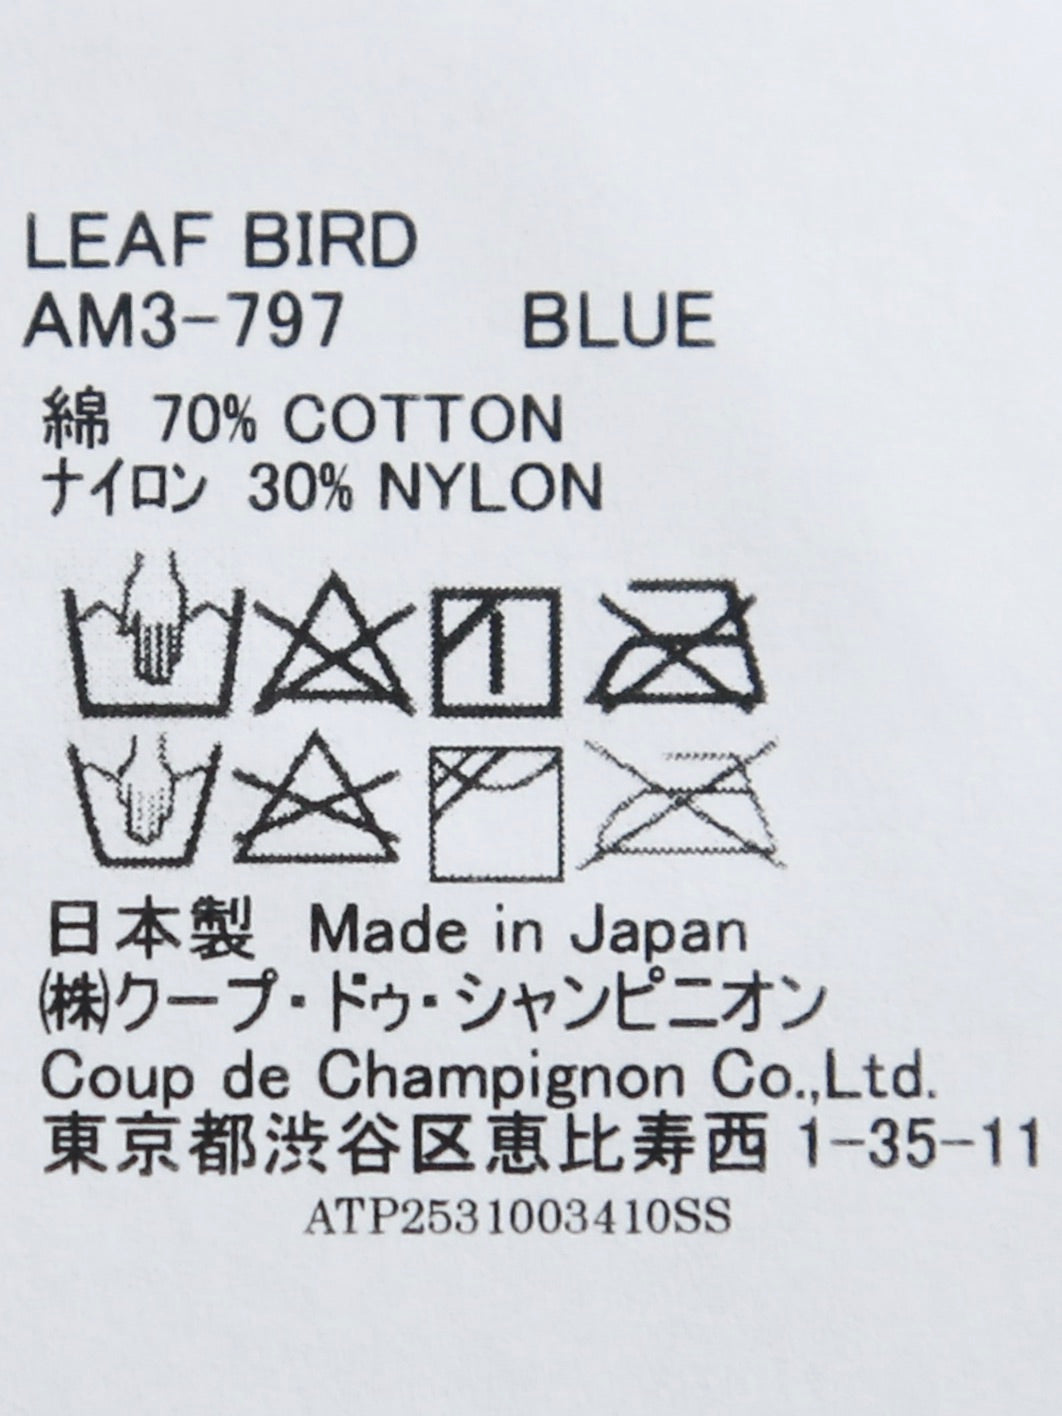 LEAF BIRD
AM3-797 BLUE
綿 70% COTTON
ナイロン 30% NYLON
日本製 Made in Japan
㈱クープ・ドゥ・シャンピニオン
Coup de Champignon Co.,Ltd.
東京都渋谷区恵比寿西 1-35-11
ATP2531003410SS